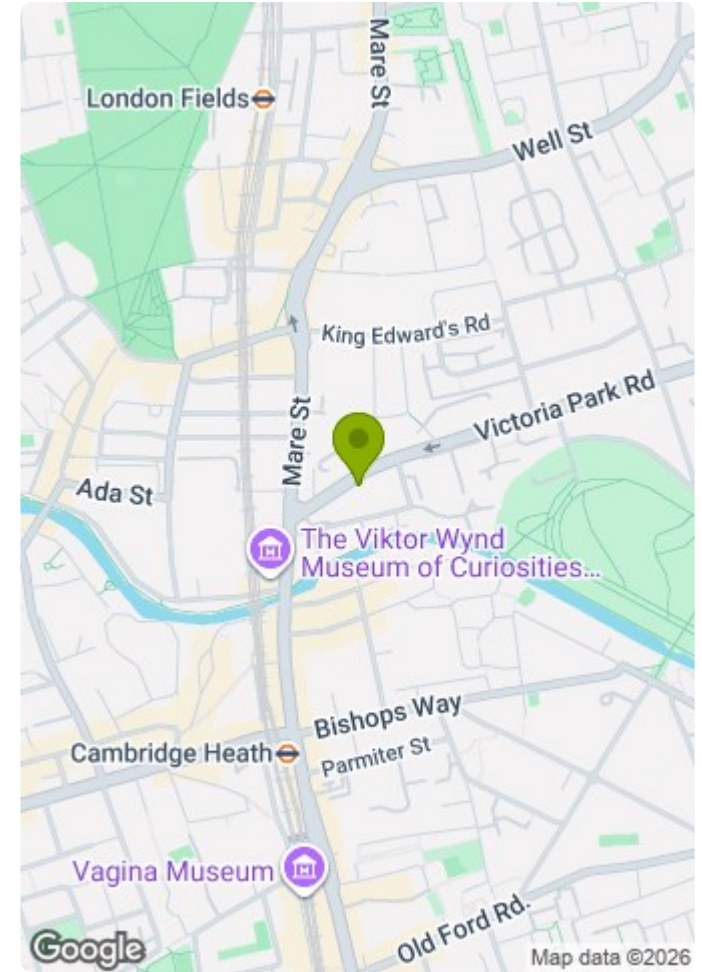 Mare St
London Fields
Well St
King Edward's Rd
Victoria Park Rd
Mare St
Ada St
The Viktor Wynd
Museum of Curiosities...
Bishops Way
Cambridge Heath
Parmiter St
Vagina Museum
Old Ford Rd.
Google
Map data ©2026